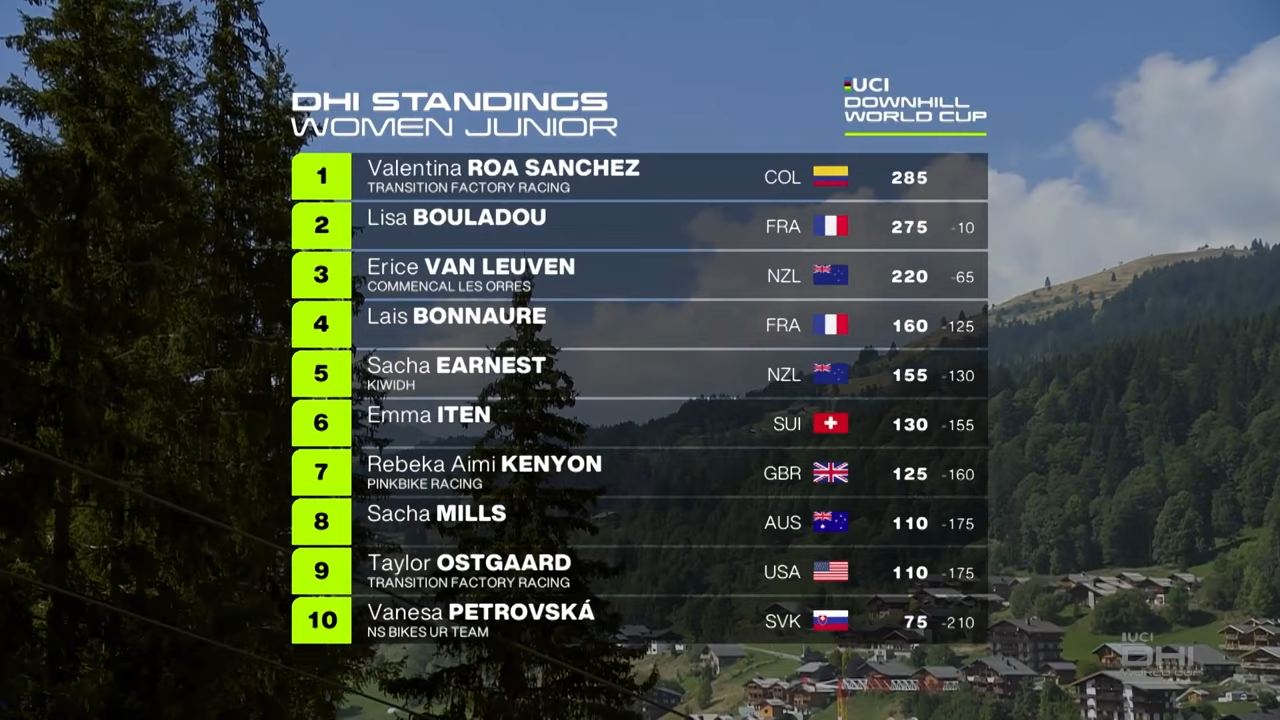 DHI STANDINGS
WOMEN JUNIOR
UCI
DOWNHILL
WORLD CUP
1 Valentina ROA SANCHEZ COL 285
TRANSITION FACTORY RACING
2 Lisa BOULADOU FRA 275 -10
3 Erice VAN LEUVEN NZL 220 -65
COMMENCAL LES ORRES
4 Lais BONNAURE FRA 160 -125
5 Sacha EARNEST NZL 155 -130
KIWIDH
6 Emma ITEN SUI 130 -155
7 Rebeka Aimi KENYON GBR 125 -160
PINKBIKE RACING
8 Sacha MILLS AUS 110 -175
9 Taylor OSTGAARD USA 110 -175
TRANSITION FACTORY RACING
10 Vanesa PETROVSKÁ SVK 75 -210
NS BIKES UR TEAM
UCI
DHI
WORLD CUP